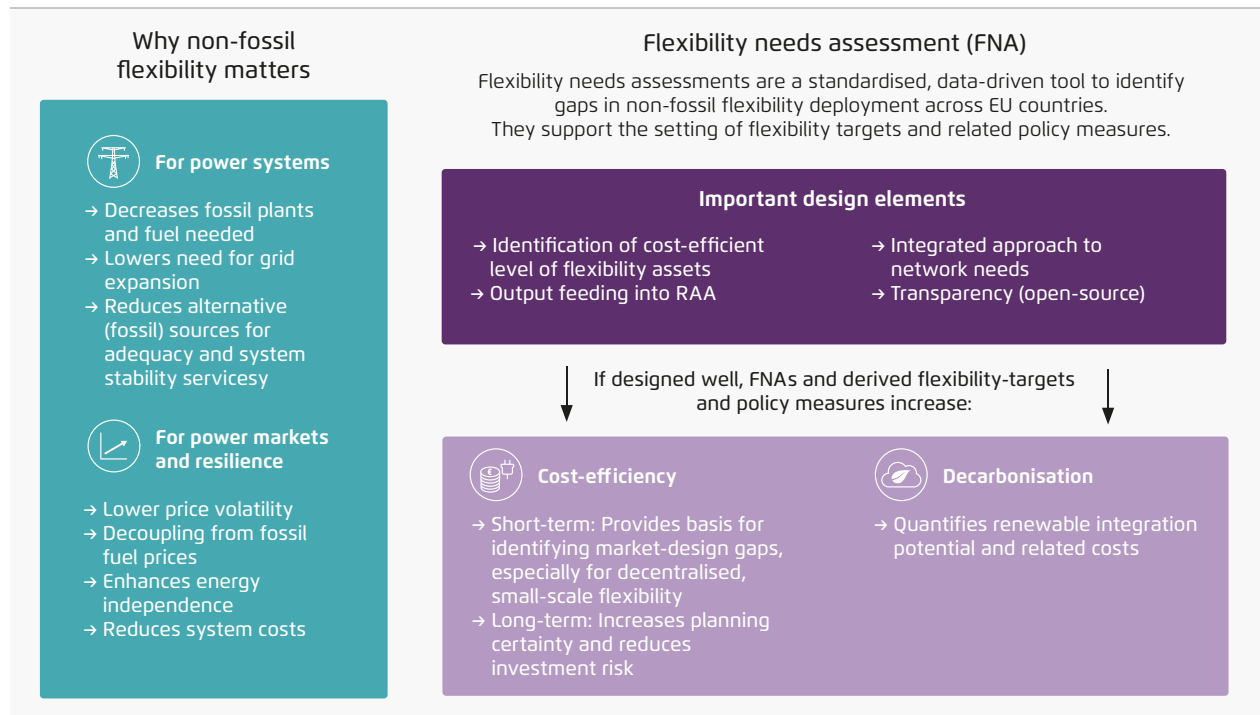 Why non-fossil
flexibility matters
For power systems
→ Decreases fossil plants
and fuel needed
→ Lowers need for grid
expansion
→ Reduces alternative
(fossil) sources for
adequacy and system
stability servicesy
For power markets
and resilience
→ Lower price volatility
→ Decoupling from fossil
fuel prices
→ Enhances energy
independence
→ Reduces system costs
Flexibility needs assessment (FNA)
Flexibility needs assessments are a standardised, data-driven tool to identify
gaps in non-fossil flexibility deployment across EU countries.
They support the setting of flexibility targets and related policy measures.
Important design elements
→ Identification of cost-efficient
level of flexibility assets
→ Output feeding into RAA
→ Integrated approach to
network needs
→ Transparency (open-source)
If designed well, FNAs and derived flexibility-targets
and policy measures increase:
€
Cost-efficiency
→ Short-term: Provides basis for
identifying market-design gaps,
especially for decentralised,
small-scale flexibility
→ Long-term: Increases planning
certainty and reduces
investment risk
Decarbonisation
→ Quantifies renewable integration
potential and related costs